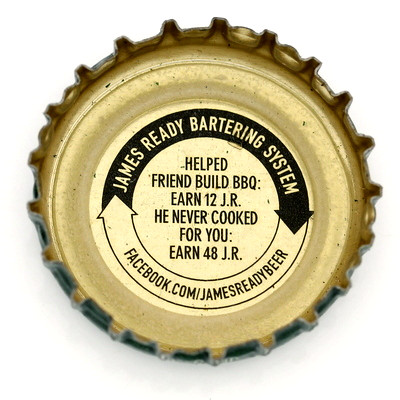 JAMES READY BARTERING SYSTEM
HELPED
FRIEND BUILD BBQ:
EARN 12 J.R.
HE NEVER COOKED
FOR YOU:
EARN 48 J.R.
FACEBOOK.COM/JAMESREADYBEER